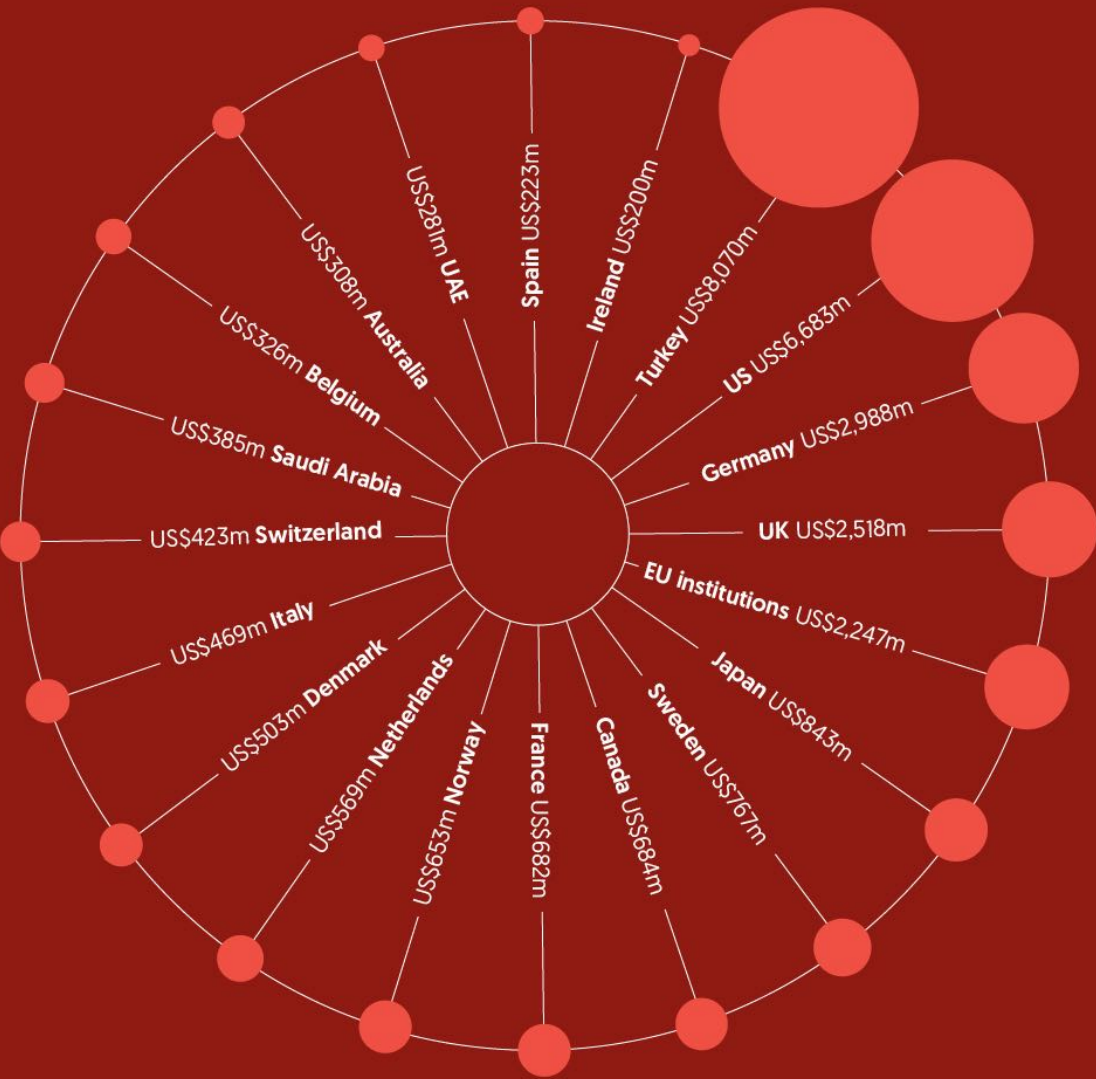 Turkey US$8,070m
US US$6,683m
Germany US$2,988m
UK US$2,518m
EU institutions US$2,247m
Japan US$843m
Sweden US$767m
Canada US$684m
France US$682m
US$653m Norway
US$569m Netherlands
US$503m Denmark
US$469m Italy
US$423m Switzerland
US$385m Saudi Arabia
US$326m Belgium
US$308m Australia
US$281m UAE
Spain US$223m
Ireland US$200m